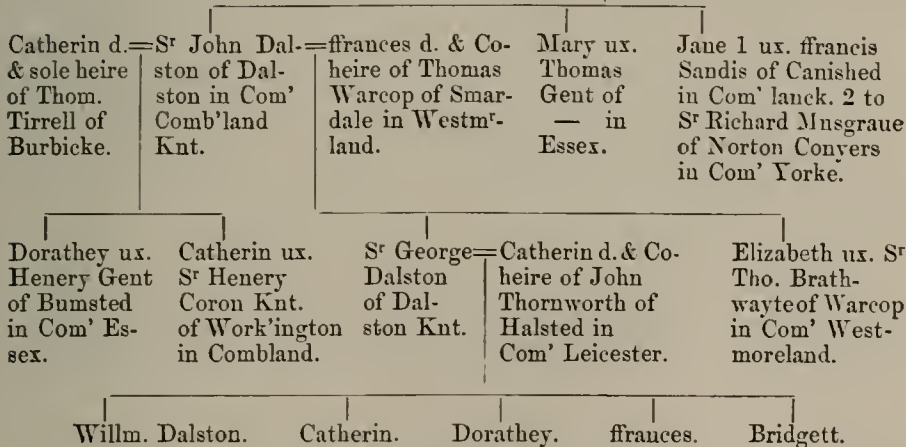 Catherin d.
& sole heire
of Thom.
Tirrell of
Burbicke.
=Sʳ John Dal-
ston of Dal-
ston in Com'
Comb'land
Knt.
=ffrances d. & Co-
heire of Thomas
Warcop of Smar-
dale in Westmʳ-
land.
Mary ux.
Thomas
Gent of
— in
Essex.
Jane 1 ux. ffrancis
Sandis of Canished
in Com' lanck. 2 to
Sʳ Richard Musgraue
of Norton Conyers
in Com' Yorke.
Dorathey ux.
Henery Gent
of Bumsted
in Com' Es-
sex.
Catherin ux.
Sʳ Henery
Coron Knt.
of Work'ington
in Combland.
Sʳ George=
Dalston
of Dal-
ston Knt.
Catherin d. & Co-
heire of John
Thornworth of
Halsted in
Com' Leicester.
Elizabeth ux. Sʳ
Tho. Brath-
wayte of Warcop
in Com' West-
moreland.
Willm. Dalston. Catherin. Dorathey. ffrances. Bridgett.